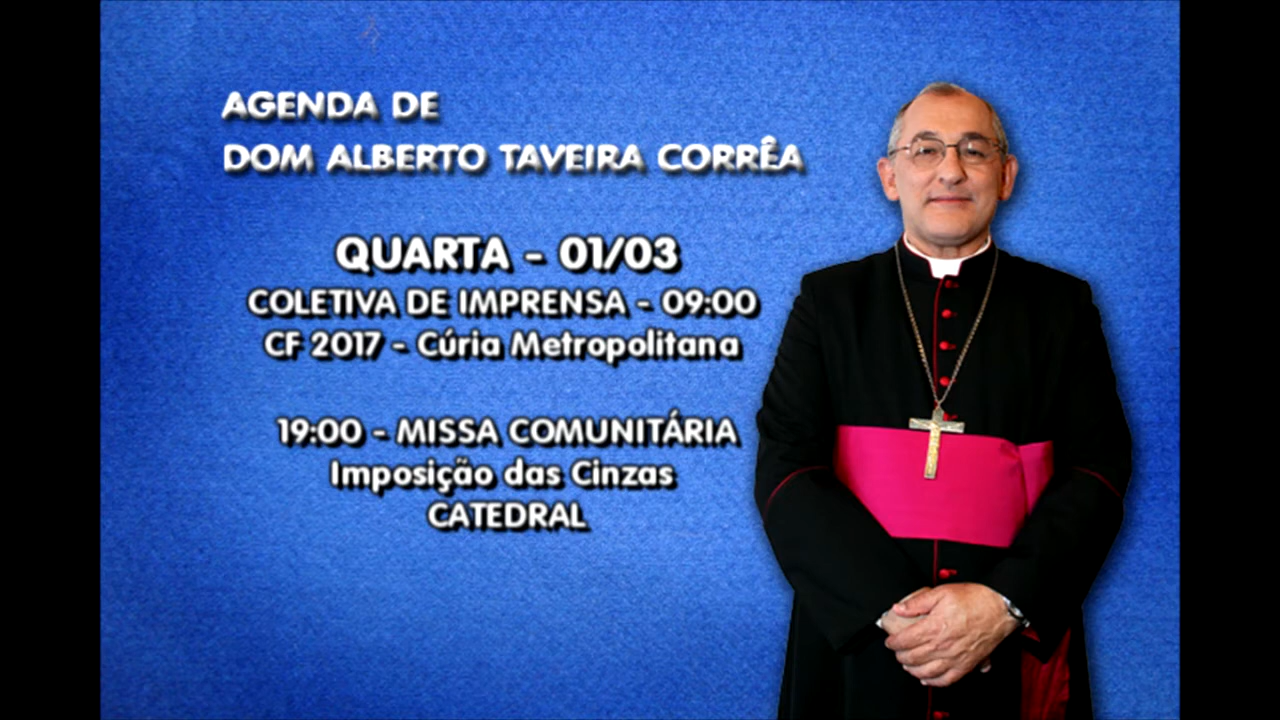 AGENDA DE
DOM ALBERTO TAVEIRA CORRÊA
QUARTA - 01/03
COLETIVA DE IMPRENSA - 09:00
CF 2017 - Cúria Metropolitana
19:00 - MISSA COMUNITÁRIA
Imposição das Cinzas
CATEDRAL